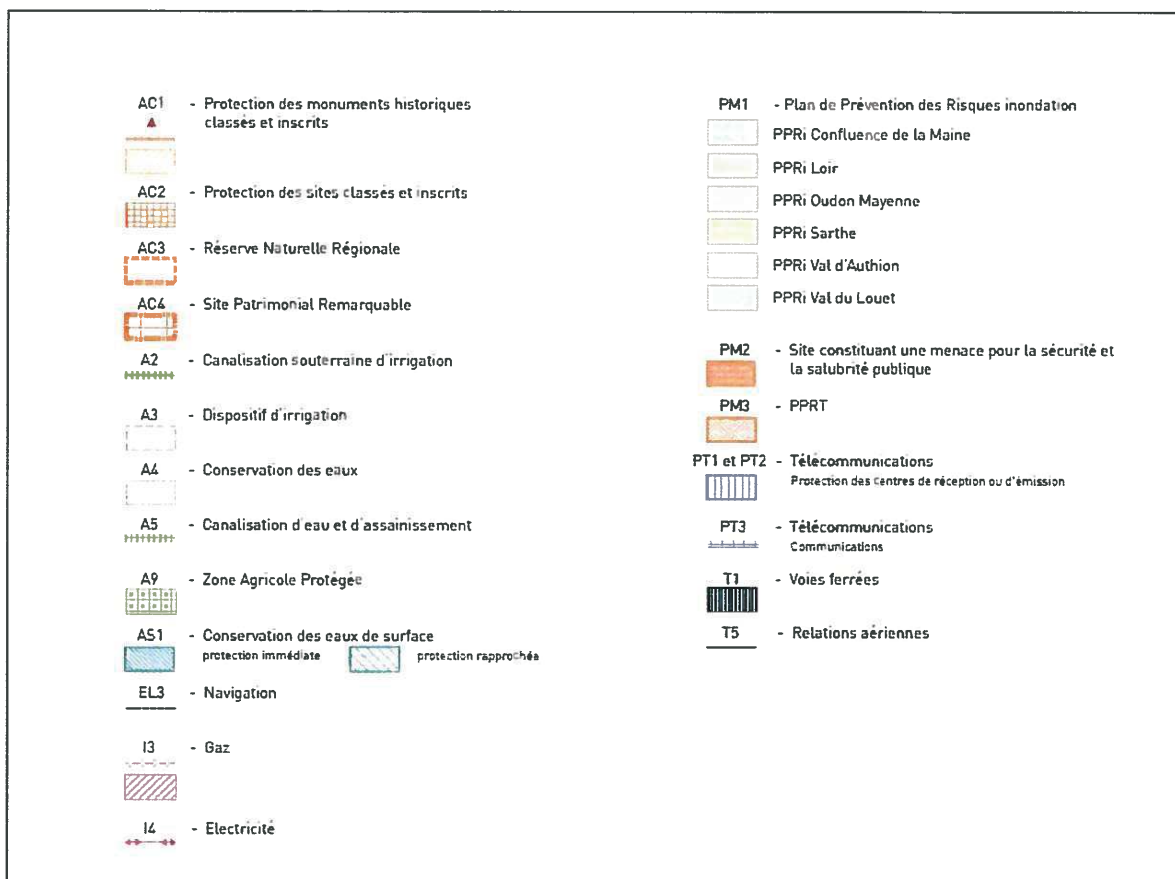 AC1 - Protection des monuments historiques
classés et inscrits
AC2 - Protection des sites classés et inscrits
AC3 - Réserve Naturelle Régionale
AC4 - Site Patrimonial Remarquable
A2 - Canalisation souterraine d'irrigation
A3 - Dispositif d'irrigation
A4 - Conservation des eaux
A5 - Canalisation d'eau et d'assainissement
A9 - Zone Agricole Protégée
AS1 - Conservation des eaux de surface
protection immédiate protection rapprochéa
EL3 - Navigation
I3 - Gaz
I4 - Electricité
PM1 - Plan de Prévention des Risques inondation
PPRi Confluence de la Maine
PPRi Loir
PPRi Oudon Mayenne
PPRi Sarthe
PPRi Val d'Authion
PPRi Val du Louet
PM2 - Site constituant une menace pour la sécurité et
la salubrité publique
PM3 - PPRT
PT1 et PT2 - Télécommunications
Protection des centres de réception ou d'émission
PT3 - Télécommunications
Communications
T1 - Voies ferrées
T5 - Relations aériennes